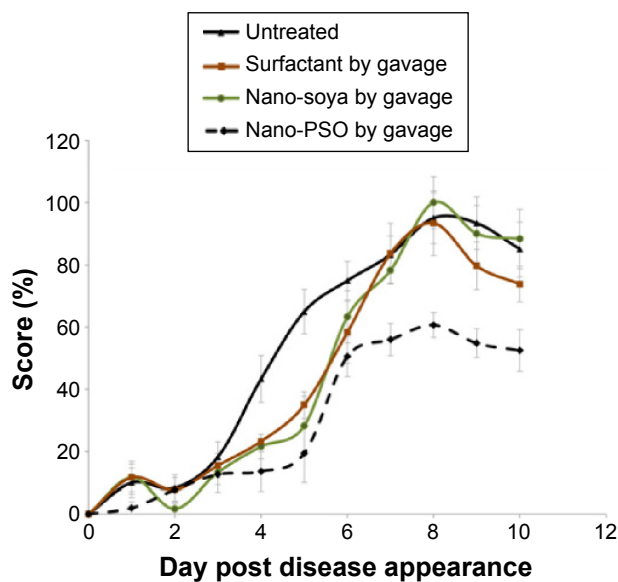 Untreated
Surfactant by gavage
Nano-soya by gavage
Nano-PSO by gavage
120
100
80
60
40
20
0
Score (%)
0 2 4 6 8 10 12
Day post disease appearance